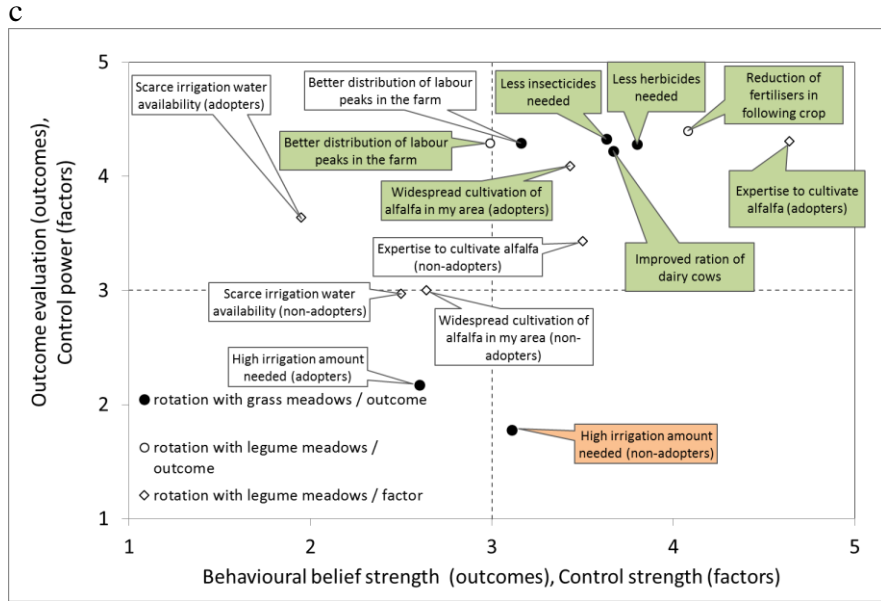 c
5
4
3
2
1
Outcome evaluation (outcomes),
Control power (factors)
Scarce irrigation water
availability (adopters)
Better distribution of labour
peaks in the farm
Less insecticides
needed
Less herbicides
needed
Reduction of
fertilisers in
following crop
Better distribution of labour
peaks in the farm
Widespread cultivation of
alfalfa in my area (adopters)
Expertise to cultivate
alfalfa (adopters)
Expertise to cultivate alfalfa
(non-adopters)
Improved ration of
dairy cows
Scarce irrigation water
availability (non-adopters)
Widespread cultivation of
alfalfa in my area (non-
adopters)
High irrigation amount
needed (adopters)
High irrigation amount
needed (non-adopters)
rotation with grass meadows / outcome
rotation with legume meadows /
outcome
rotation with legume meadows / factor
1 2 3 4 5
Behavioural belief strength (outcomes), Control strength (factors)